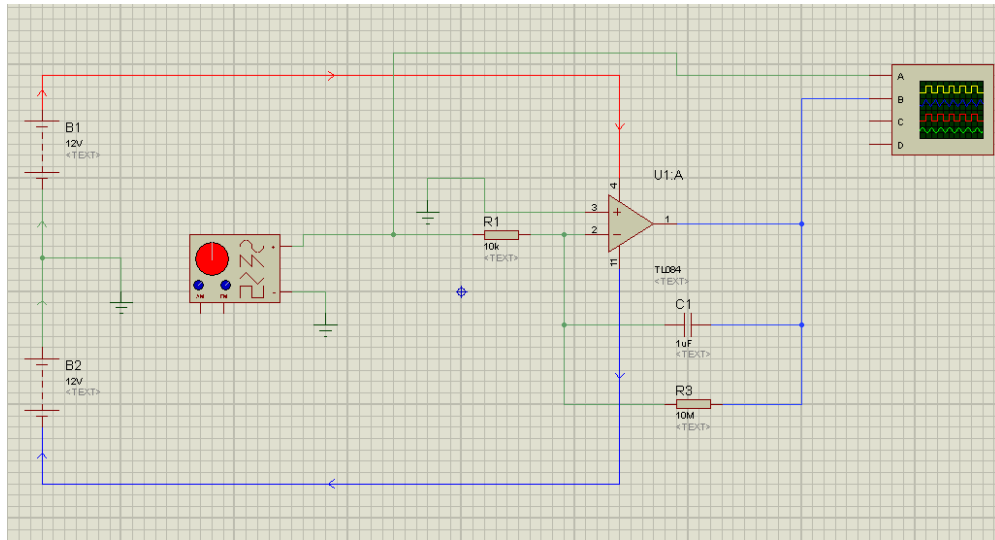 A
B
C
D
B1
12V
<TEXT>
4
U1:A
3
2
1
11
R1
10k
<TEXT>
TL084
<TEXT>
AM
FM
C1
1uF
<TEXT>
B2
12V
<TEXT>
R3
10M
<TEXT>